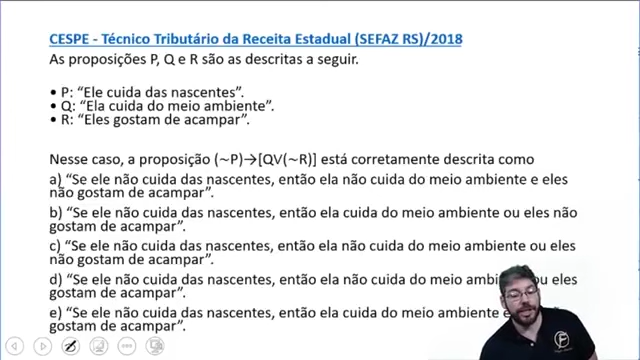 CESPE - Técnico Tributário da Receita Estadual (SEFAZ RS)/2018
As proposições P, Q e R são as descritas a seguir.
• P: “Ele cuida das nascentes”.
• Q: “Ela cuida do meio ambiente”.
• R: “Eles gostam de acampar”.
Nesse caso, a proposição (~P)→[Q∨(~R)] está corretamente descrita como
a) “Se ele não cuida das nascentes, então ela não cuida do meio ambiente e eles
não gostam de acampar”.
b) “Se ele não cuida das nascentes, então ela cuida do meio ambiente ou eles não
gostam de acampar”.
c) “Se ele não cuida das nascentes, então ela não cuida do meio ambiente ou eles
não gostam de acampar”.
d) “Se ele não cuida das nascentes, então ela não cuida do meio ou eles
gostam de acampar”.
e) “Se ele não cuida das nascentes, então ela cuida do meio ambiente e
gostam de acampar”.